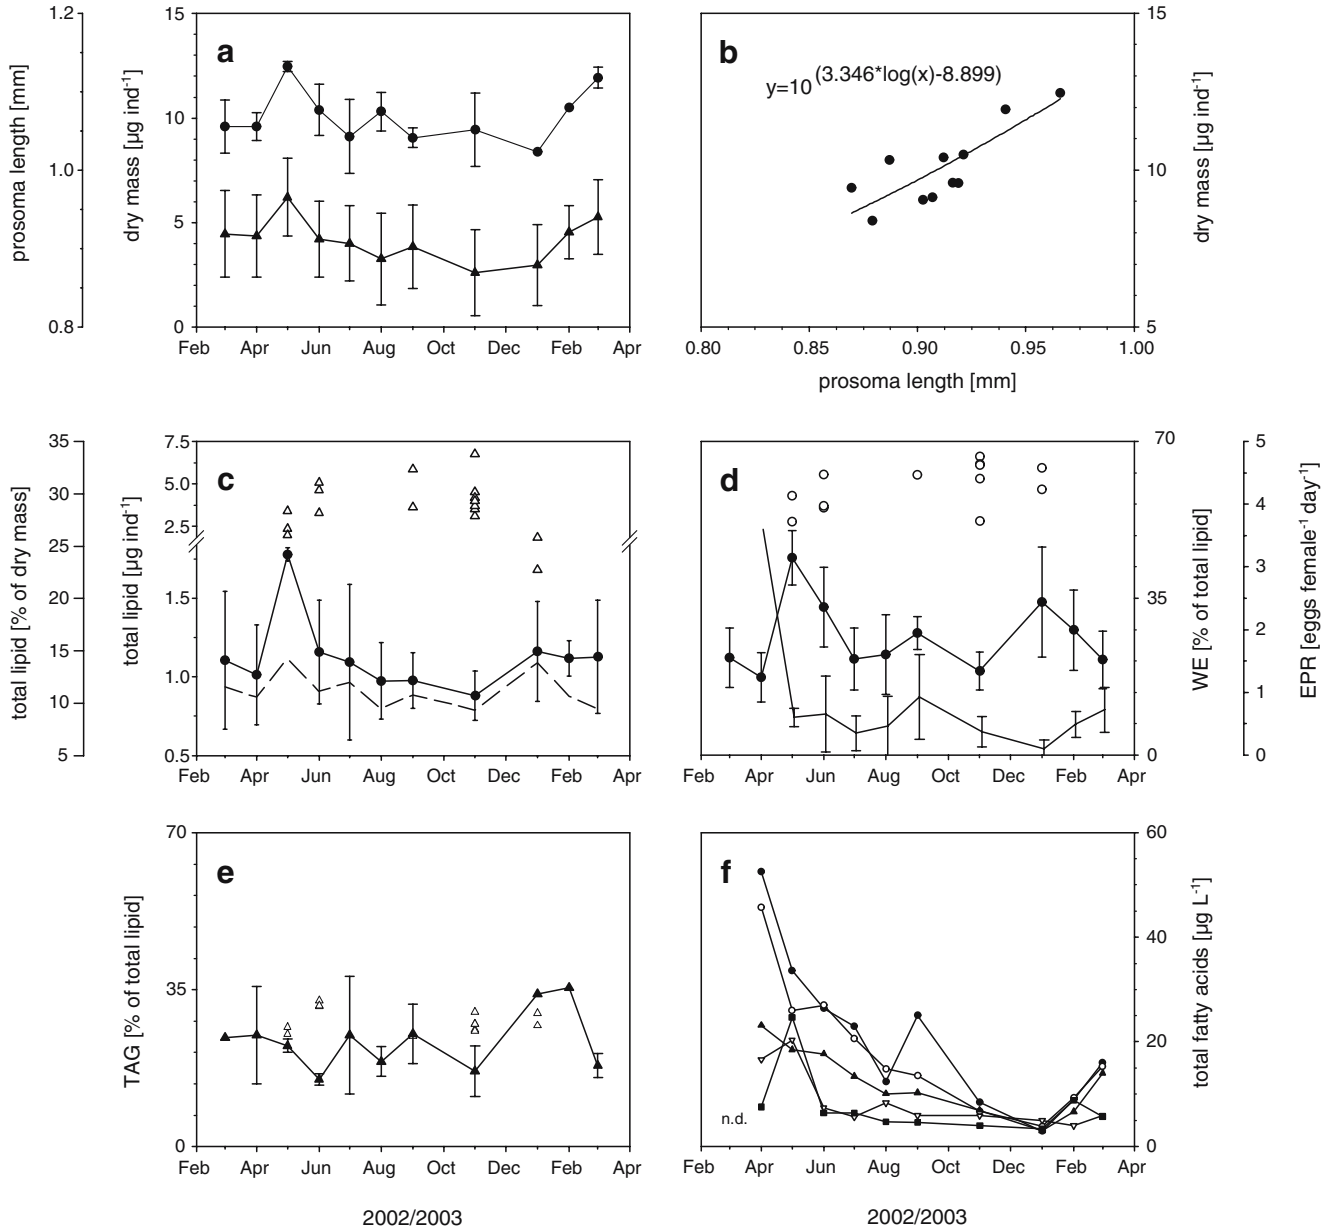 1.2
15
a
b
15
y=10^(3.346*log(x)-8.899)
prosoma length [mm]
dry mass [µg ind⁻¹]
dry mass [µg ind⁻¹]
1.0
10
10
5
0.8
0
5
Feb Apr Jun Aug Oct Dec Feb Apr
0.80 0.85 0.90 0.95 1.00
prosoma length [mm]
35
7.5
c
d
70
5
30
5.0
4
2.5
25
3
total lipid [% of dry mass]
total lipid [µg ind⁻¹]
WE [% of total lipid]
EPR [eggs female⁻¹ day⁻¹]
20
1.5
35
2
15
1.0
10
1
5
0.5
0
0
Feb Apr Jun Aug Oct Dec Feb Apr
Feb Apr Jun Aug Oct Dec Feb Apr
70
e
f
60
TAG [% of total lipid]
total fatty acids [µg L⁻¹]
40
35
20
n.d.
0
0
Feb Apr Jun Aug Oct Dec Feb Apr
Feb Apr Jun Aug Oct Dec Feb Apr
2002/2003
2002/2003